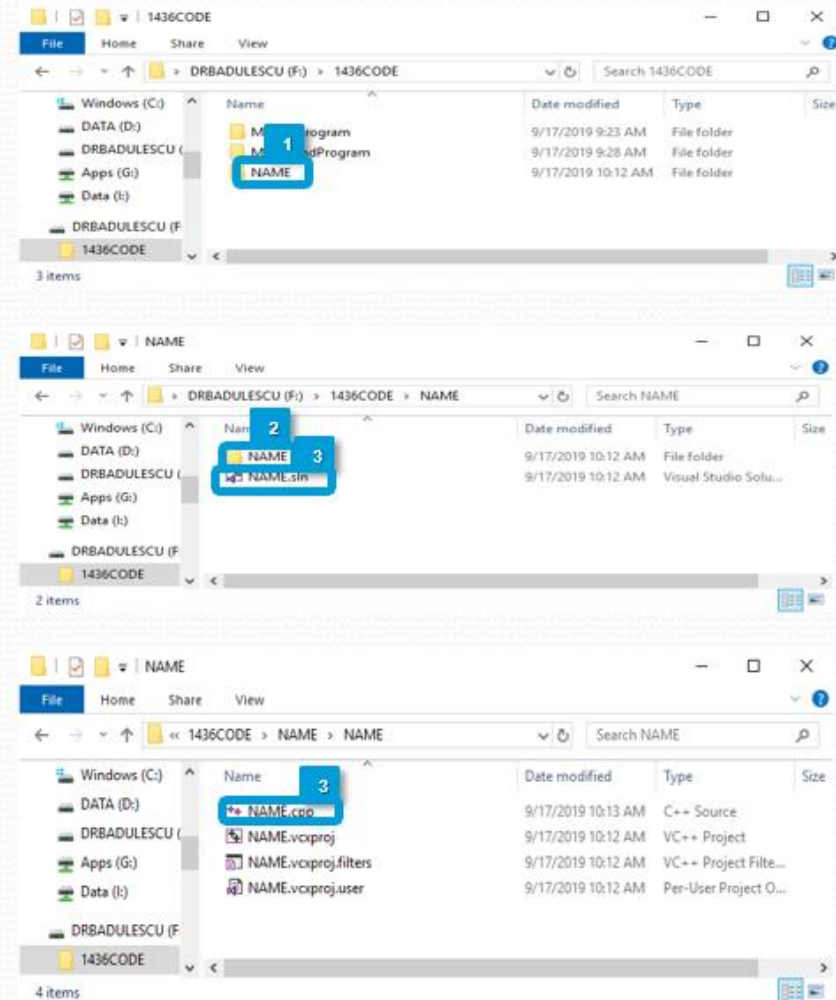 1436CODE
File Home Share View
DRBADULESCU (F:) > 1436CODE
Search 1436CODE
Name Date modified Type Size
Windows (C:)
DATA (D:)
DRBADULESCU (
Apps (G:)
Data (I:)
DRBADULESCU (F
1436CODE
1
rogram 9/17/2019 9:23 AM File folder
dProgram 9/17/2019 9:28 AM File folder
NAME 9/17/2019 10:12 AM File folder
3 items
NAME
File Home Share View
DRBADULESCU (F:) > 1436CODE > NAME
Search NAME
Date modified Type Size
Windows (C:)
DATA (D:)
DRBADULESCU (
Apps (G:)
Data (I:)
DRBADULESCU (F
1436CODE
2
NAME 9/17/2019 10:12 AM File folder
3
NAME.sln 9/17/2019 10:12 AM Visual Studio Solu...
2 items
NAME
File Home Share View
« 1436CODE > NAME > NAME
Search NAME
Name Date modified Type Size
Windows (C:)
DATA (D:)
DRBADULESCU (
Apps (G:)
Data (I:)
DRBADULESCU (F
1436CODE
3
NAME.cpp 9/17/2019 10:13 AM C++ Source
NAME.vcxproj 9/17/2019 10:12 AM VC++ Project
NAME.vcxproj.filters 9/17/2019 10:12 AM VC++ Project Filte...
NAME.vcxproj.user 9/17/2019 10:12 AM Per-User Project O...
4 items